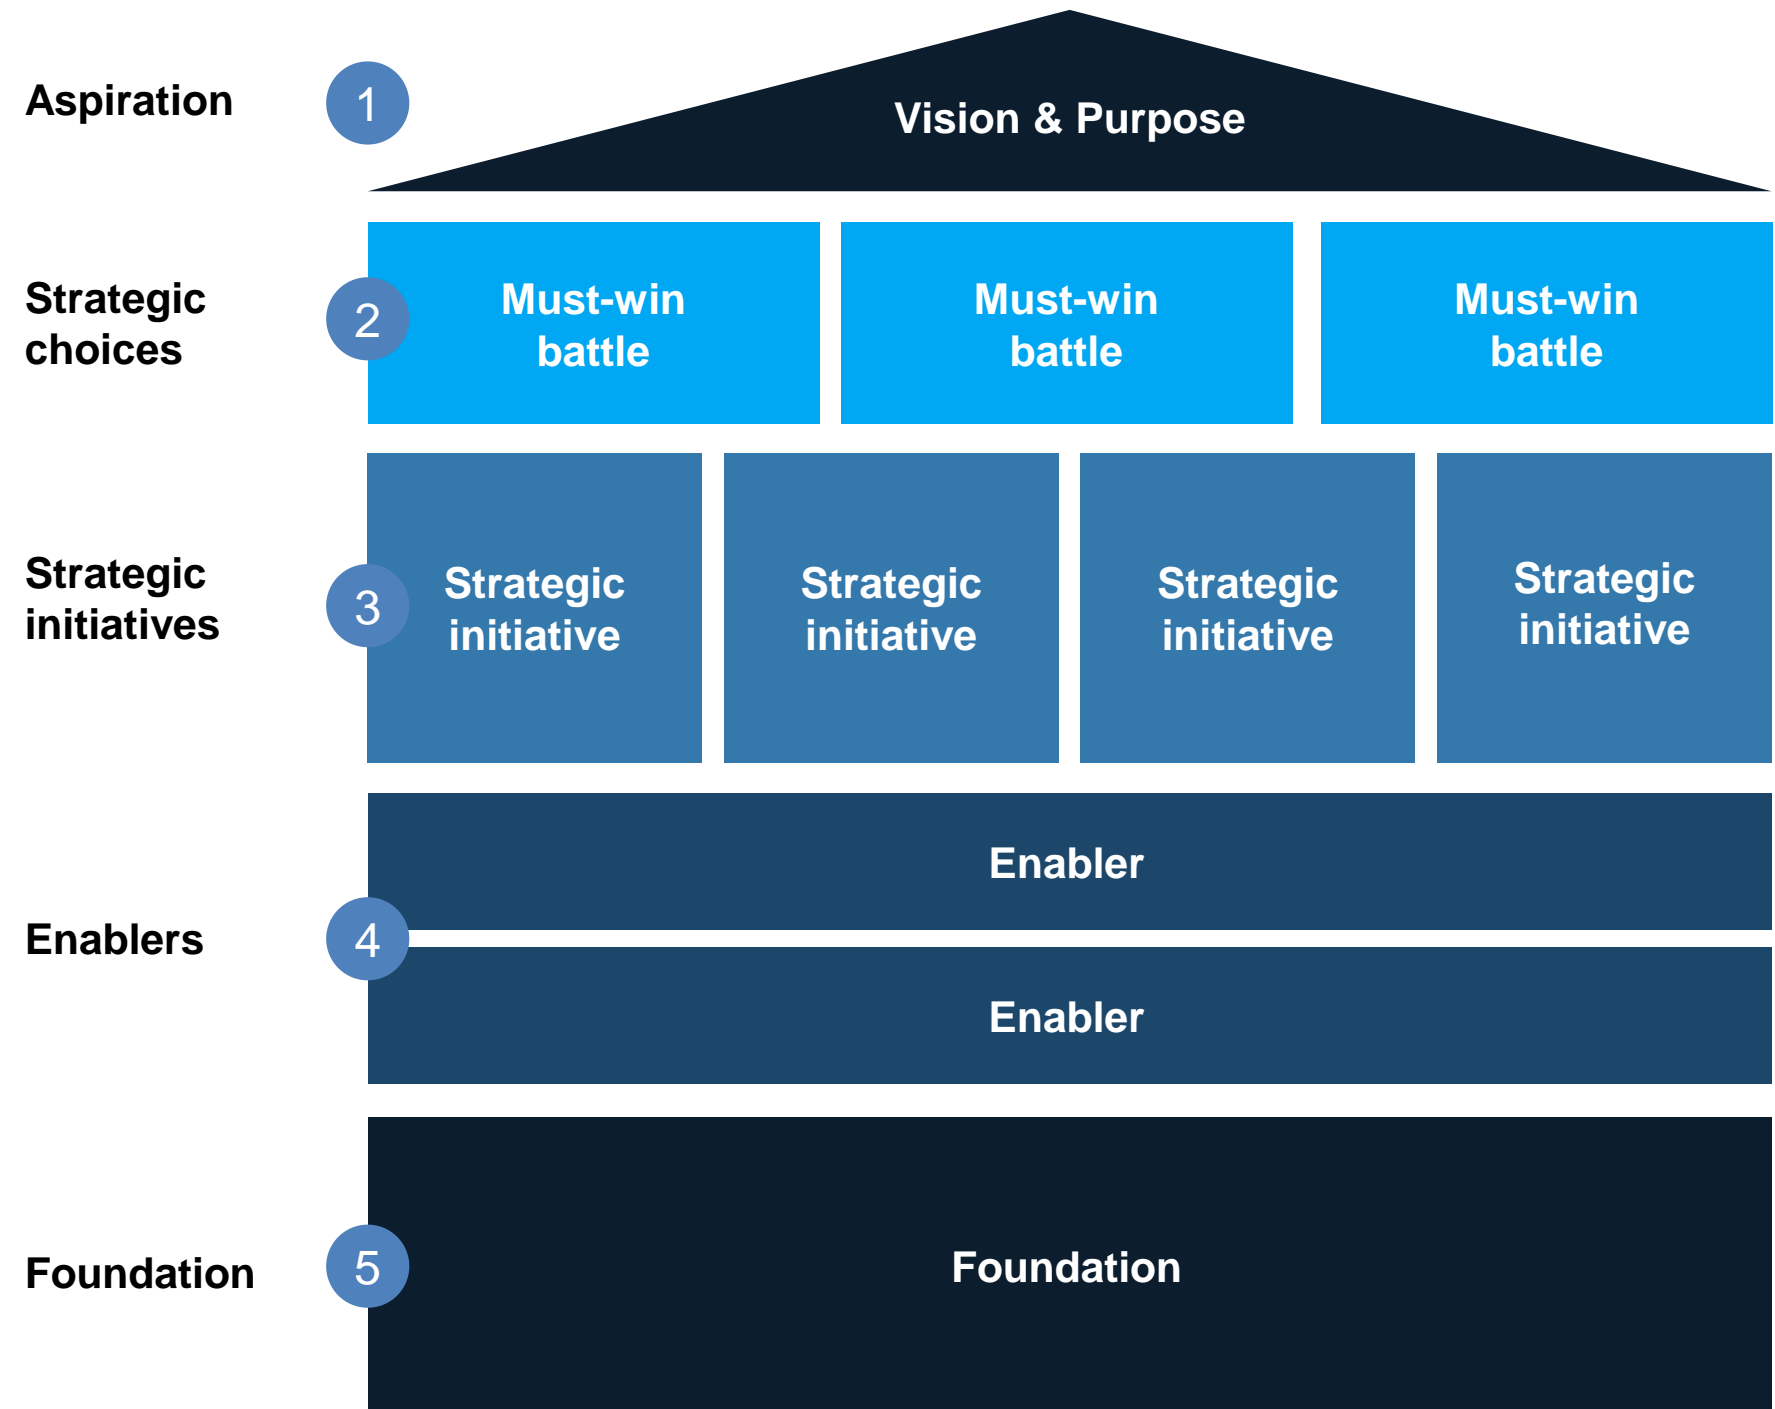 Aspiration
1
Vision & Purpose
Strategic
choices
2
Must-win
battle
Must-win
battle
Must-win
battle
Strategic
initiatives
3
Strategic
initiative
Strategic
initiative
Strategic
initiative
Strategic
initiative
Enablers
4
Enabler
Enabler
Foundation
5
Foundation